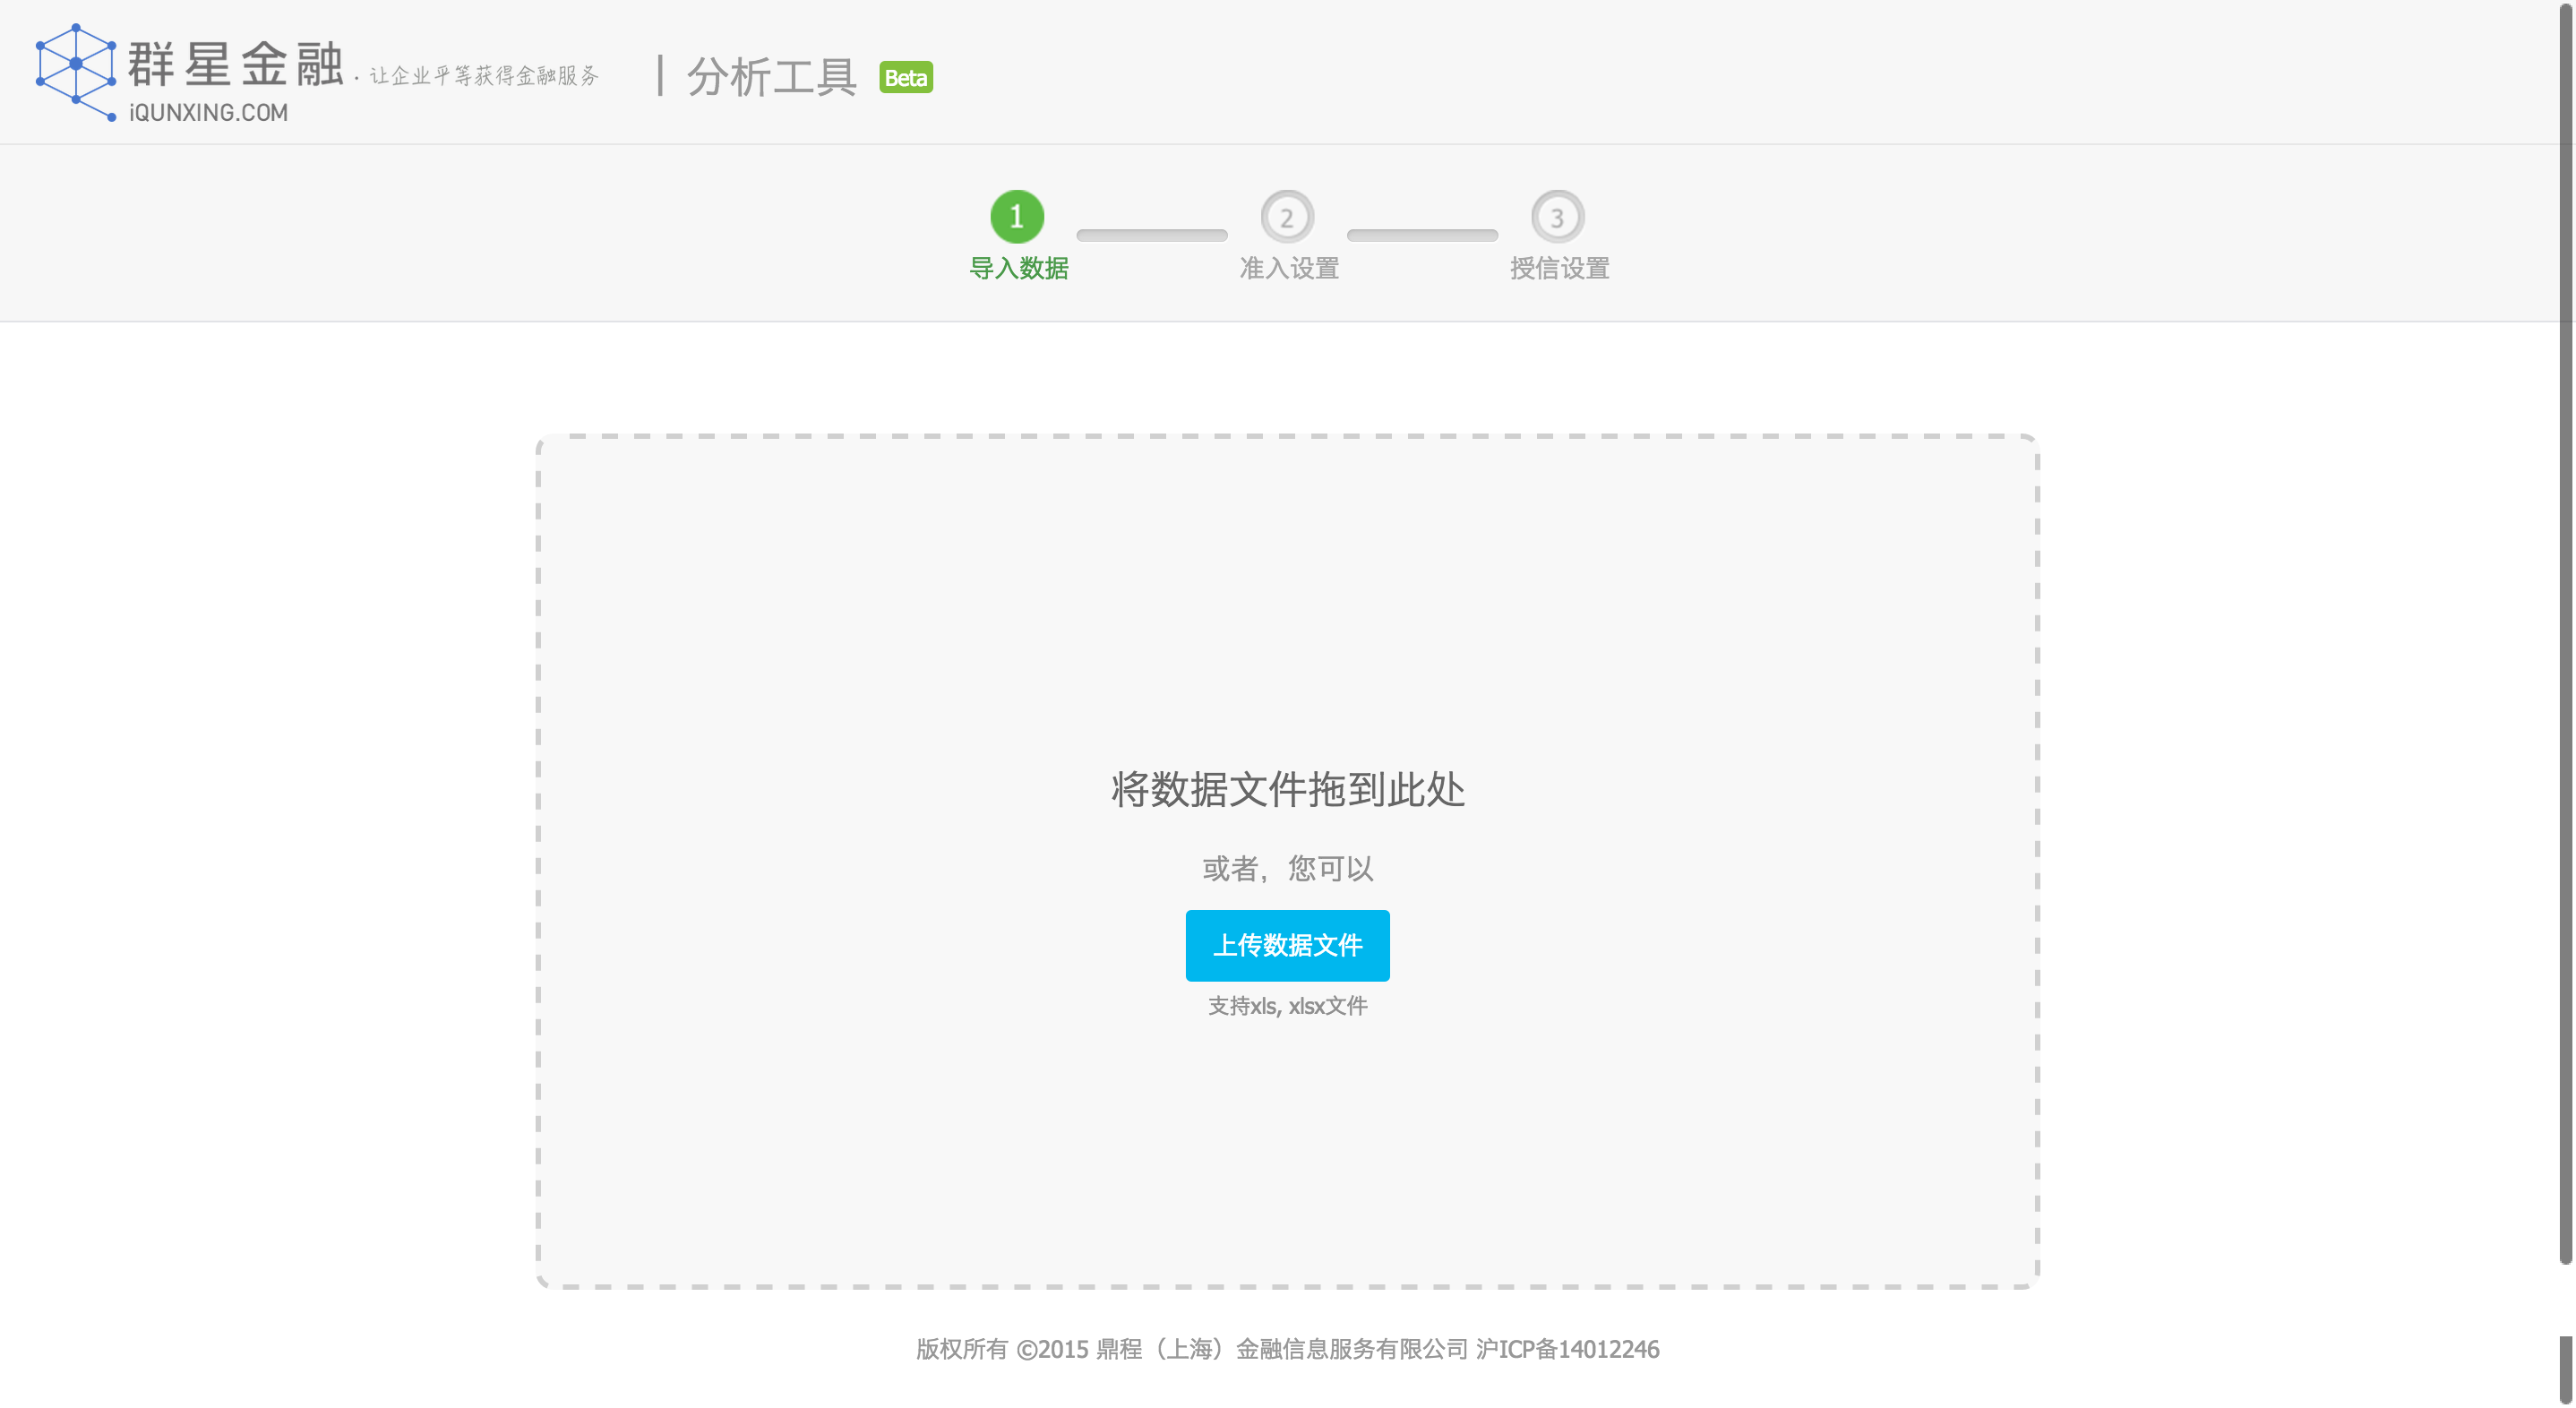 群星金融 · 让企业平等获得金融服务 | 分析工具 Beta
iQUNXING.COM
1 2 3
导入数据 准入设置 授信设置
将数据文件拖到此处
或者，您可以
上传数据文件
支持xls, xlsx文件
版权所有 ©2015 鼎程（上海）金融信息服务有限公司 沪ICP备14012246